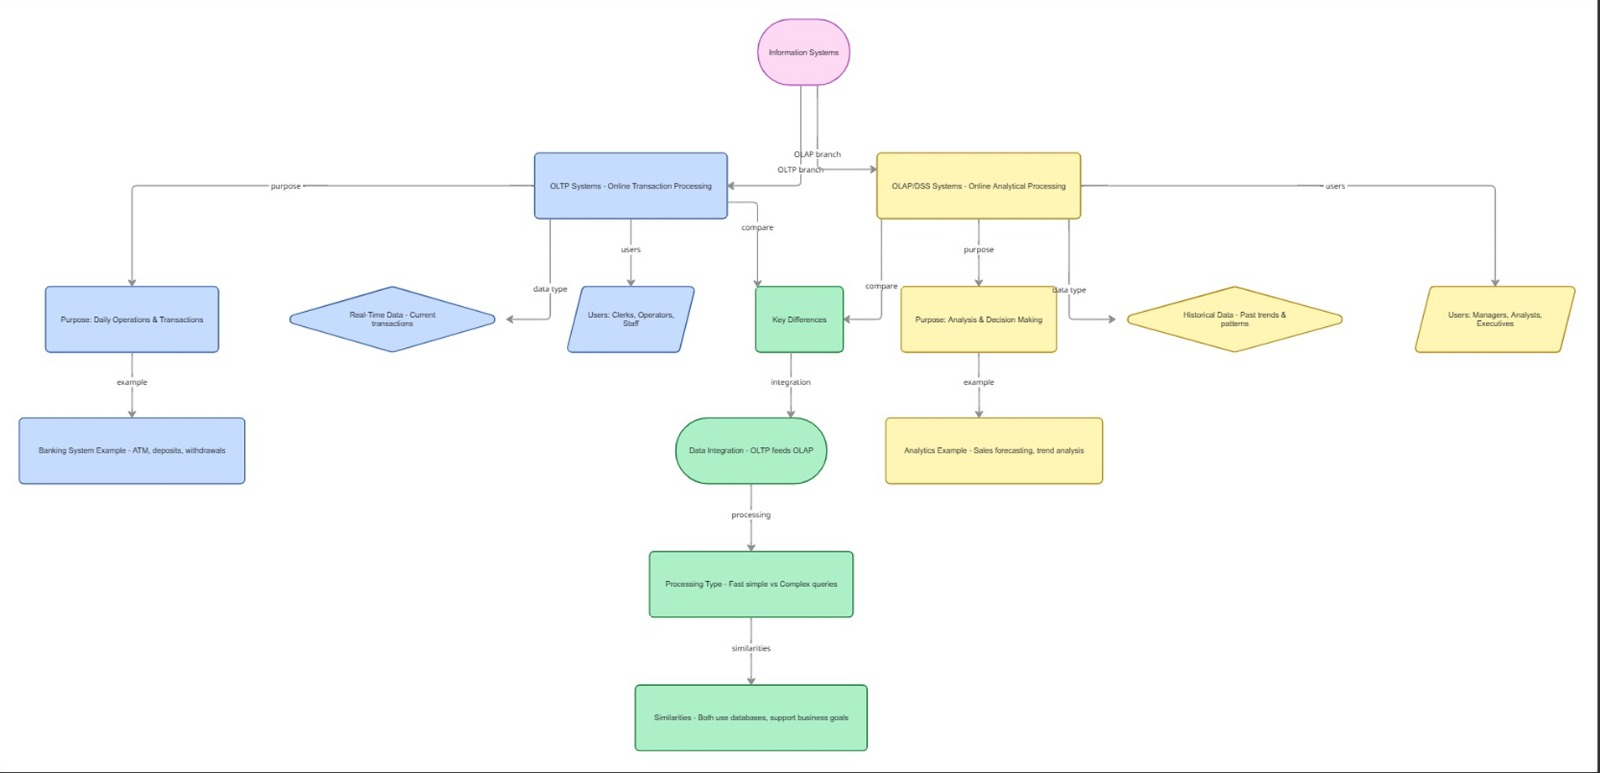 Information Systems
OLAP branch
OLTP branch
OLTP Systems - Online Transaction Processing
OLAP/DSS Systems - Online Analytical Processing
purpose
users
compare
users
purpose
data type
compare
data type
Purpose: Daily Operations & Transactions
Real-Time Data - Current
transactions
Users: Clerks, Operators,
Staff
Key Differences
Purpose: Analysis & Decision Making
Historical Data - Past trends &
patterns
Users: Managers, Analysts,
Executives
example
integration
example
Banking System Example - ATM, deposits, withdrawals
Data Integration - OLTP feeds OLAP
Analytics Example - Sales forecasting, trend analysis
processing
Processing Type - Fast simple vs Complex queries
similarities
Similarities - Both use databases, support business goals